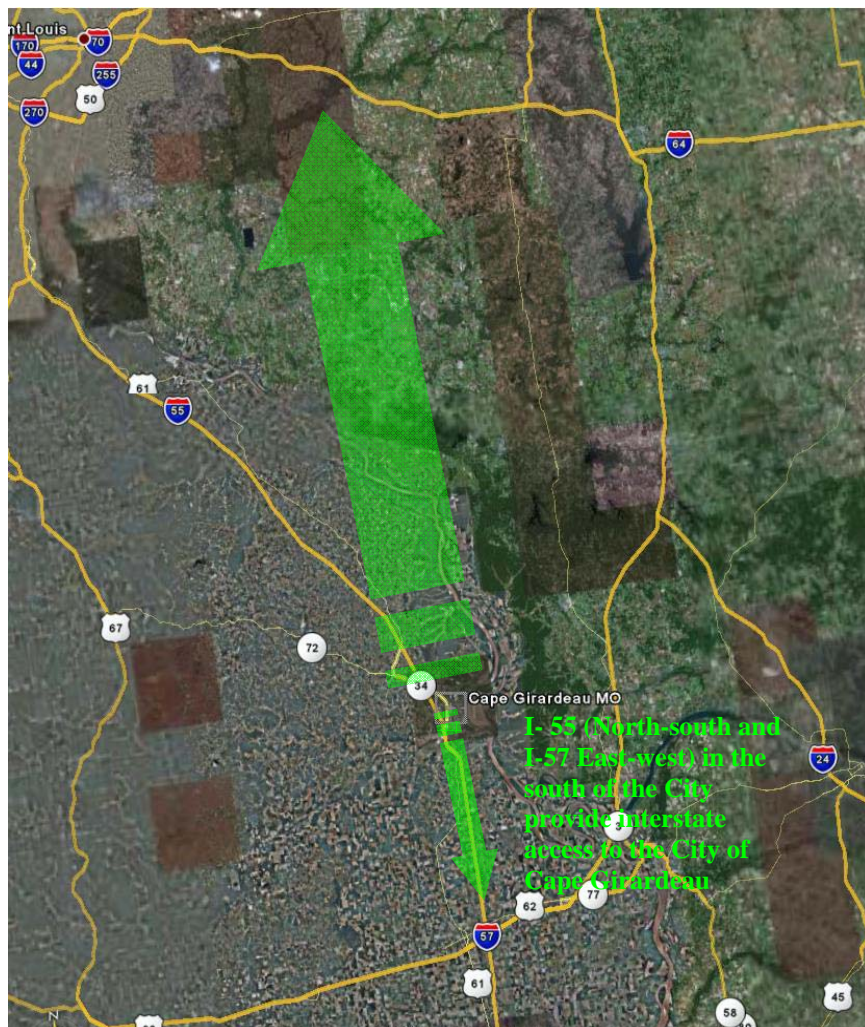 nt Louis
170
70
44
255
50
270
64
61
55
67
72
34
Cape Girardeau MO
I- 55 (North-south and
I-57 East-west) in the
south of the City
provide interstate
access to the City of
Cape Girardeau
24
3
77
62
57
61
45
58